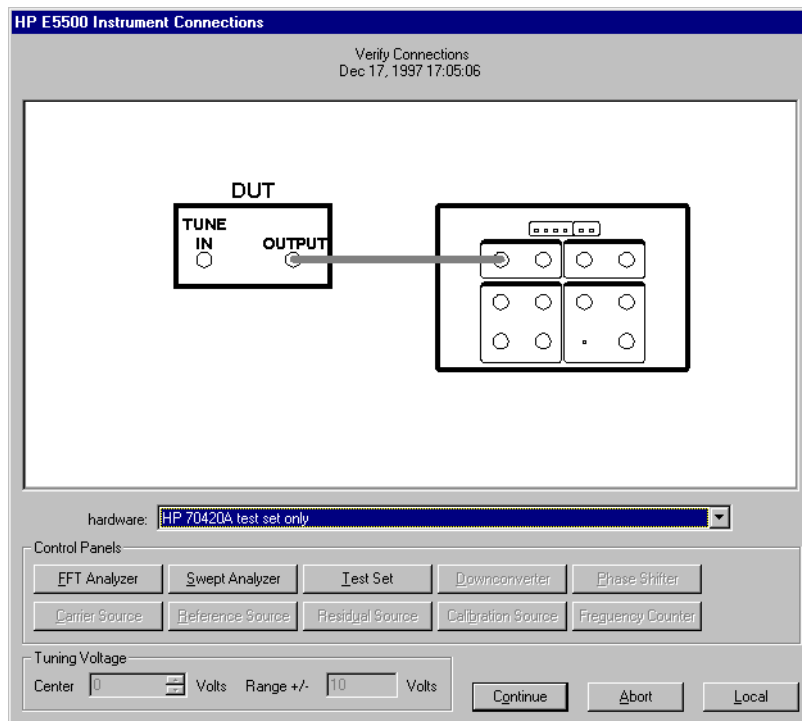 HP E5500 Instrument Connections
Verify Connections
Dec 17, 1997 17:05:06
DUT
TUNE
IN
OUTPUT
hardware: HP 70420A test set only
Control Panels
FFT Analyzer Swept Analyzer Test Set Downconverter Phase Shifter
Carrier Source Reference Source Residual Source Calibration Source Frequency Counter
Tuning Voltage
Center 0 Volts Range +/- 10 Volts
Continue Abort Local